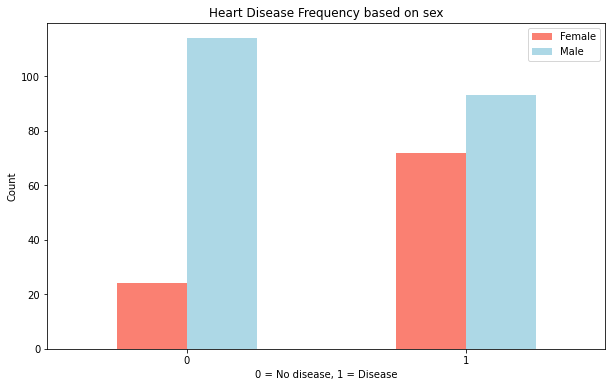 Heart Disease Frequency based on sex
Female
Male
Count
100
80
60
40
20
0
0
1
0 = No disease, 1 = Disease